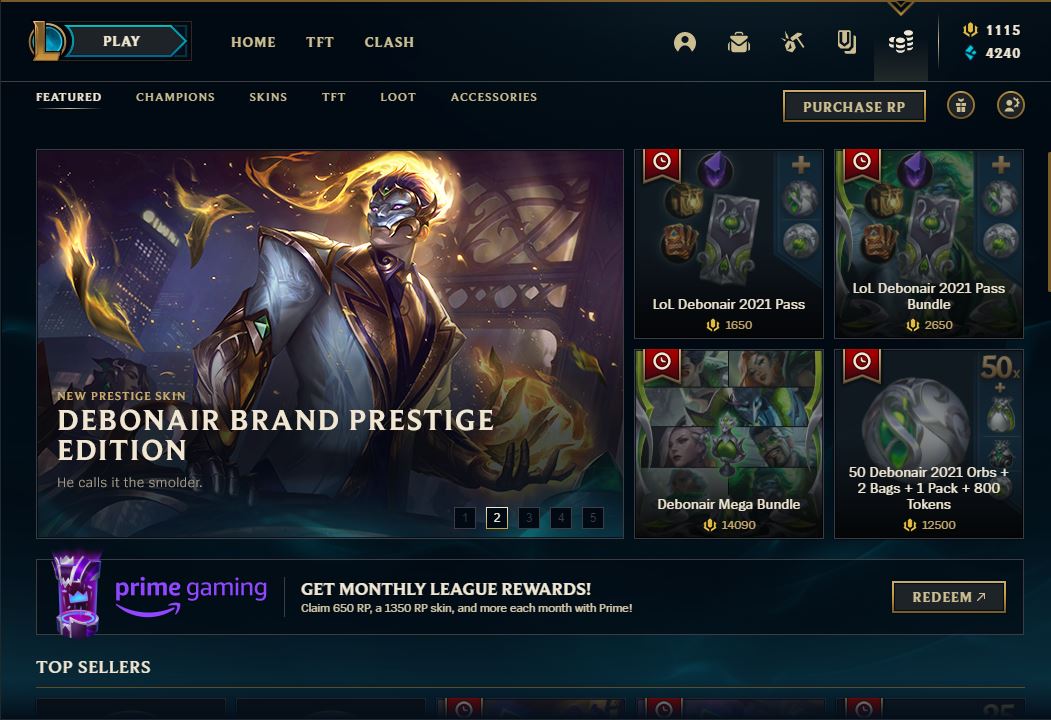 PLAY
HOME
TFT
CLASH
1115
4240
FEATURED
CHAMPIONS
SKINS
TFT
LOOT
ACCESSORIES
PURCHASE RP
NEW PRESTIGE SKIN
DEBONAIR BRAND PRESTIGE
EDITION
He calls it the smolder.
1
2
3
4
5
LoL Debonair 2021 Pass
1650
LoL Debonair 2021 Pass
Bundle
2650
Debonair Mega Bundle
14090
50x
50 Debonair 2021 Orbs +
2 Bags + 1 Pack + 800
Tokens
12500
prime gaming
GET MONTHLY LEAGUE REWARDS!
Claim 650 RP, a 1350 RP skin, and more each month with Prime!
REDEEM
TOP SELLERS